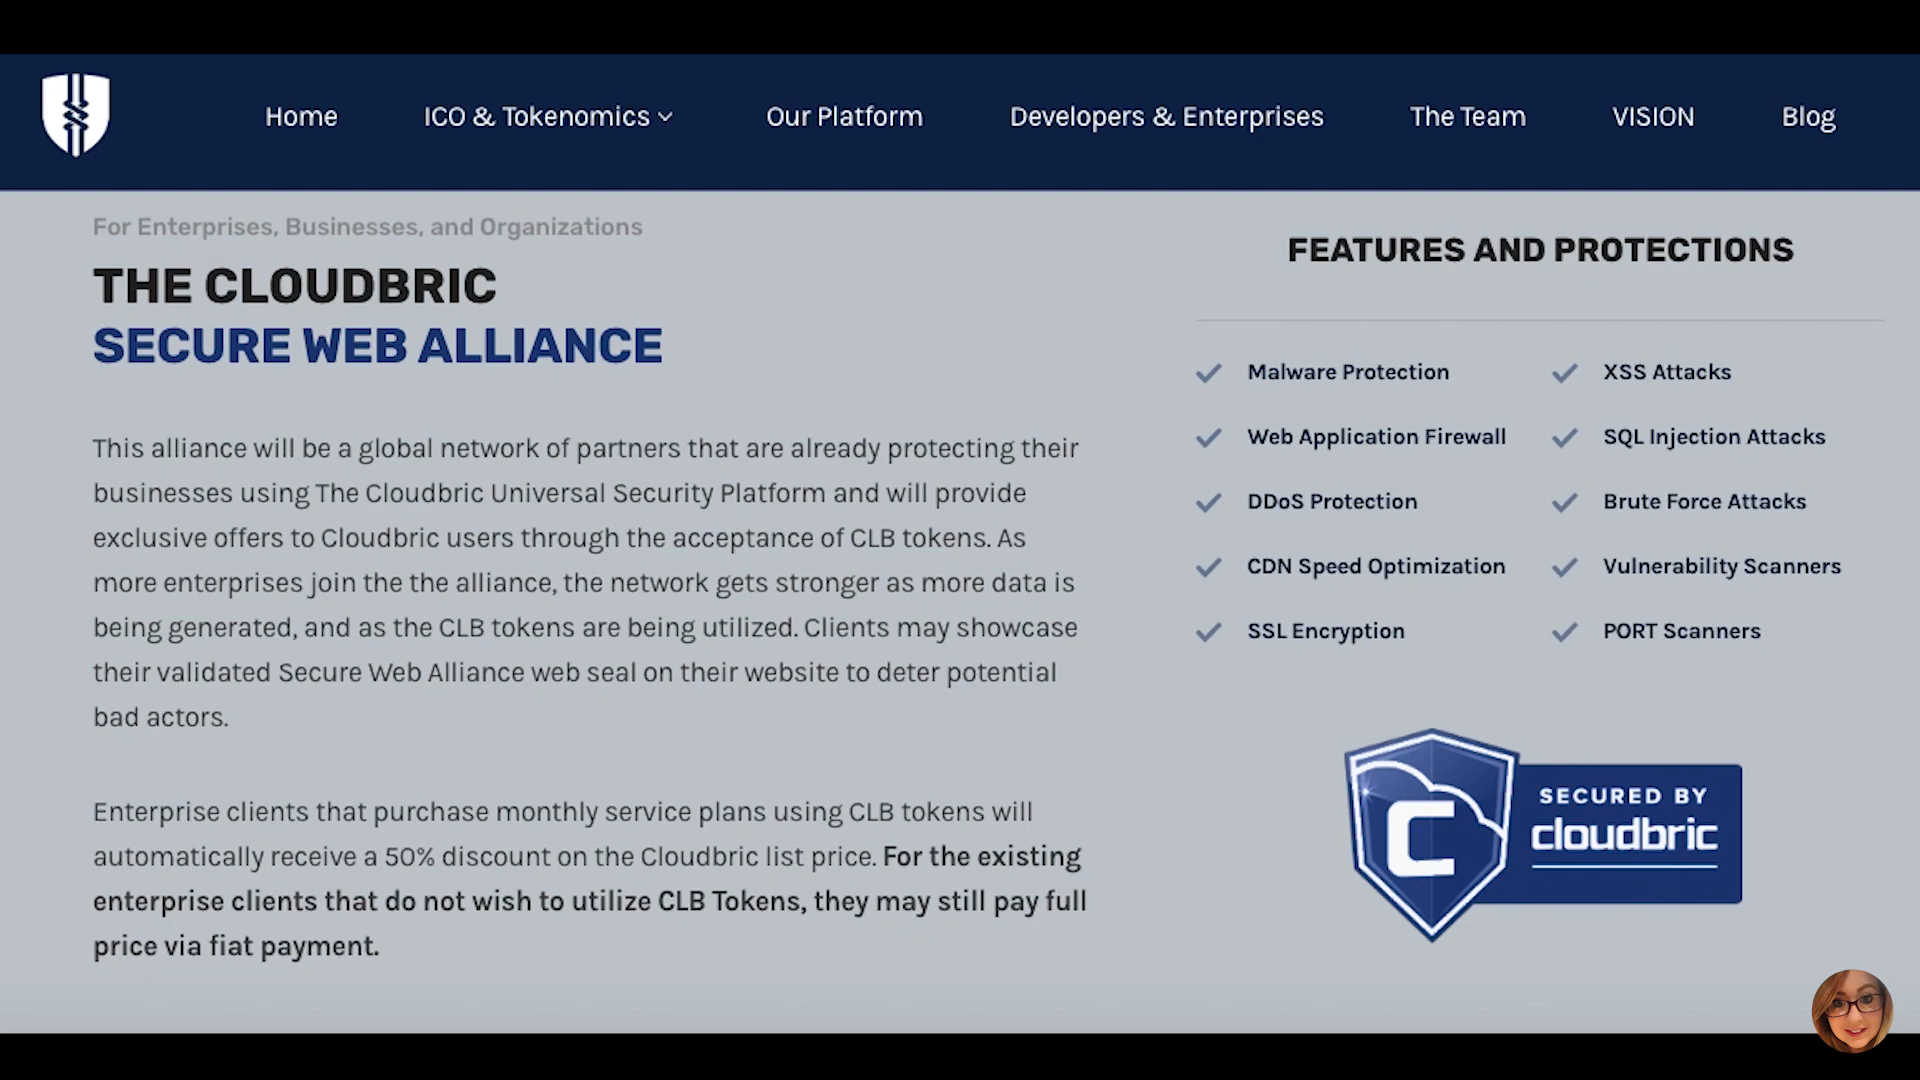 Home ICO & Tokenomics Our Platform Developers & Enterprises The Team VISION Blog
For Enterprises, Businesses, and Organizations
THE CLOUDBRIC
SECURE WEB ALLIANCE
This alliance will be a global network of partners that are already protecting their
businesses using The Cloudbric Universal Security Platform and will provide
exclusive offers to Cloudbric users through the acceptance of CLB tokens. As
more enterprises join the the alliance, the network gets stronger as more data is
being generated, and as the CLB tokens are being utilized. Clients may showcase
their validated Secure Web Alliance web seal on their website to deter potential
bad actors.
Enterprise clients that purchase monthly service plans using CLB tokens will
automatically receive a 50% discount on the Cloudbric list price. For the existing
enterprise clients that do not wish to utilize CLB Tokens, they may still pay full
price via fiat payment.
FEATURES AND PROTECTIONS
Malware Protection
Web Application Firewall
DDoS Protection
CDN Speed Optimization
SSL Encryption
XSS Attacks
SQL Injection Attacks
Brute Force Attacks
Vulnerability Scanners
PORT Scanners
C
SECURED BY
cloudbric